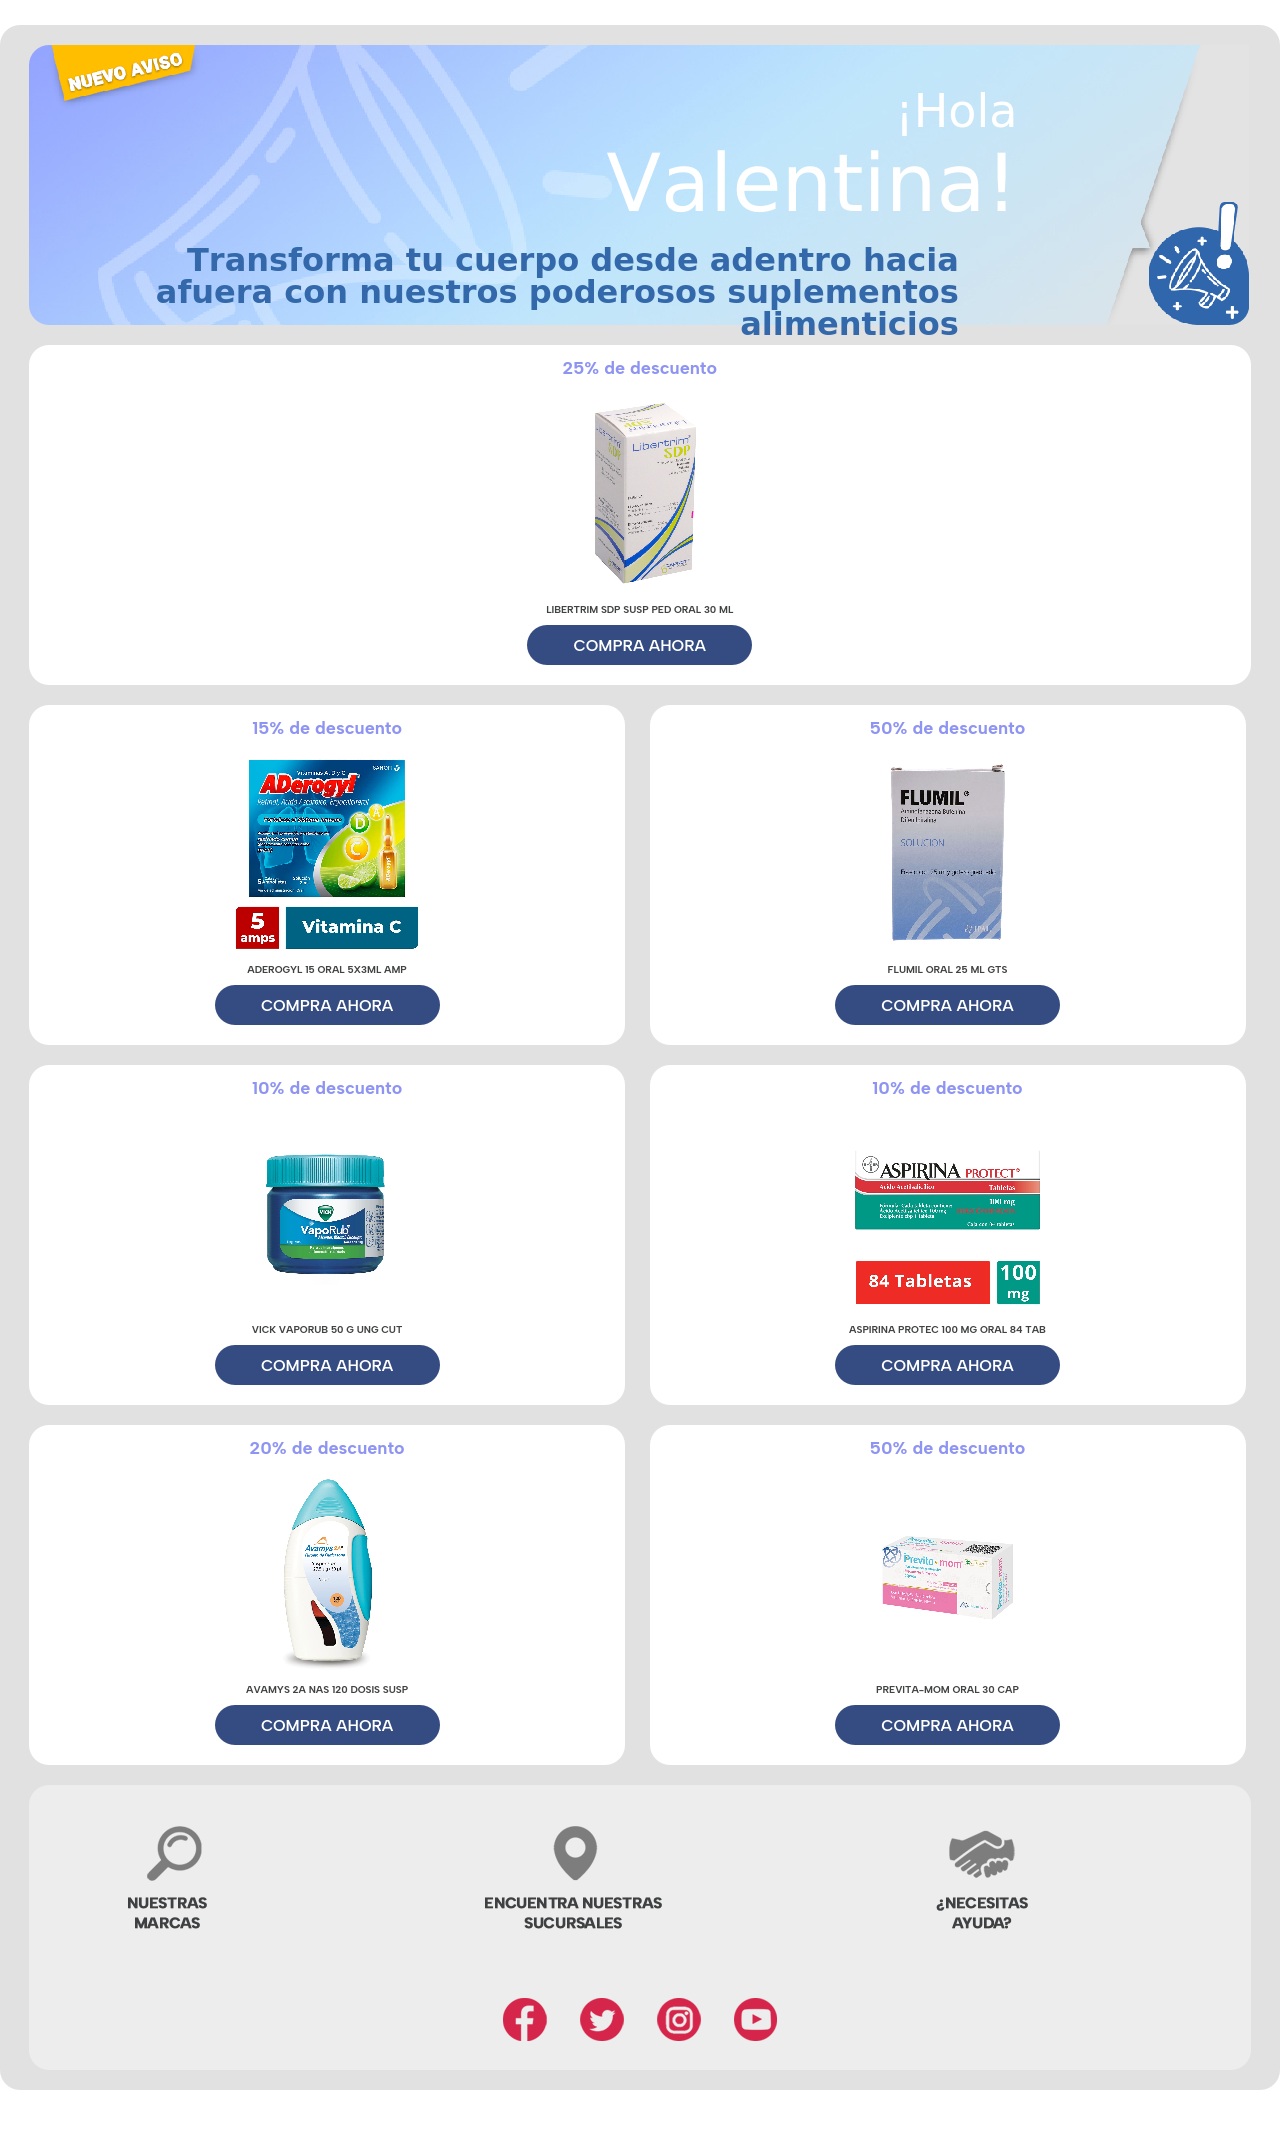 NUEVO AVISO
¡Hola
Valentina!
Transforma tu cuerpo desde adentro hacia
afuera con nuestros poderosos suplementos
alimenticios
25% de descuento
Libertrim
SDP
LIBERTRIM SDP SUSP PED ORAL 30 ML
COMPRA AHORA
15% de descuento
Vitaminas A, D y C
ADerogyl
D
A
C
5
amps
Vitamina C
ADEROGYL 15 ORAL 5X3ML AMP
COMPRA AHORA
50% de descuento
FLUMIL®
SOLUCION
FLUMIL ORAL 25 ML GTS
COMPRA AHORA
10% de descuento
VICK
VapoRub
VICK VAPORUB 50 G UNG CUT
COMPRA AHORA
10% de descuento
ASPIRINA PROTECT®
Tabletas
100 mg
84 Tabletas
100
mg
ASPIRINA PROTEC 100 MG ORAL 84 TAB
COMPRA AHORA
20% de descuento
Avamys
AVAMYS 2A NAS 120 DOSIS SUSP
COMPRA AHORA
50% de descuento
Previta-mom
PREVITA-MOM ORAL 30 CAP
COMPRA AHORA
NUESTRAS
MARCAS
ENCUENTRA NUESTRAS
SUCURSALES
¿NECESITAS
AYUDA?